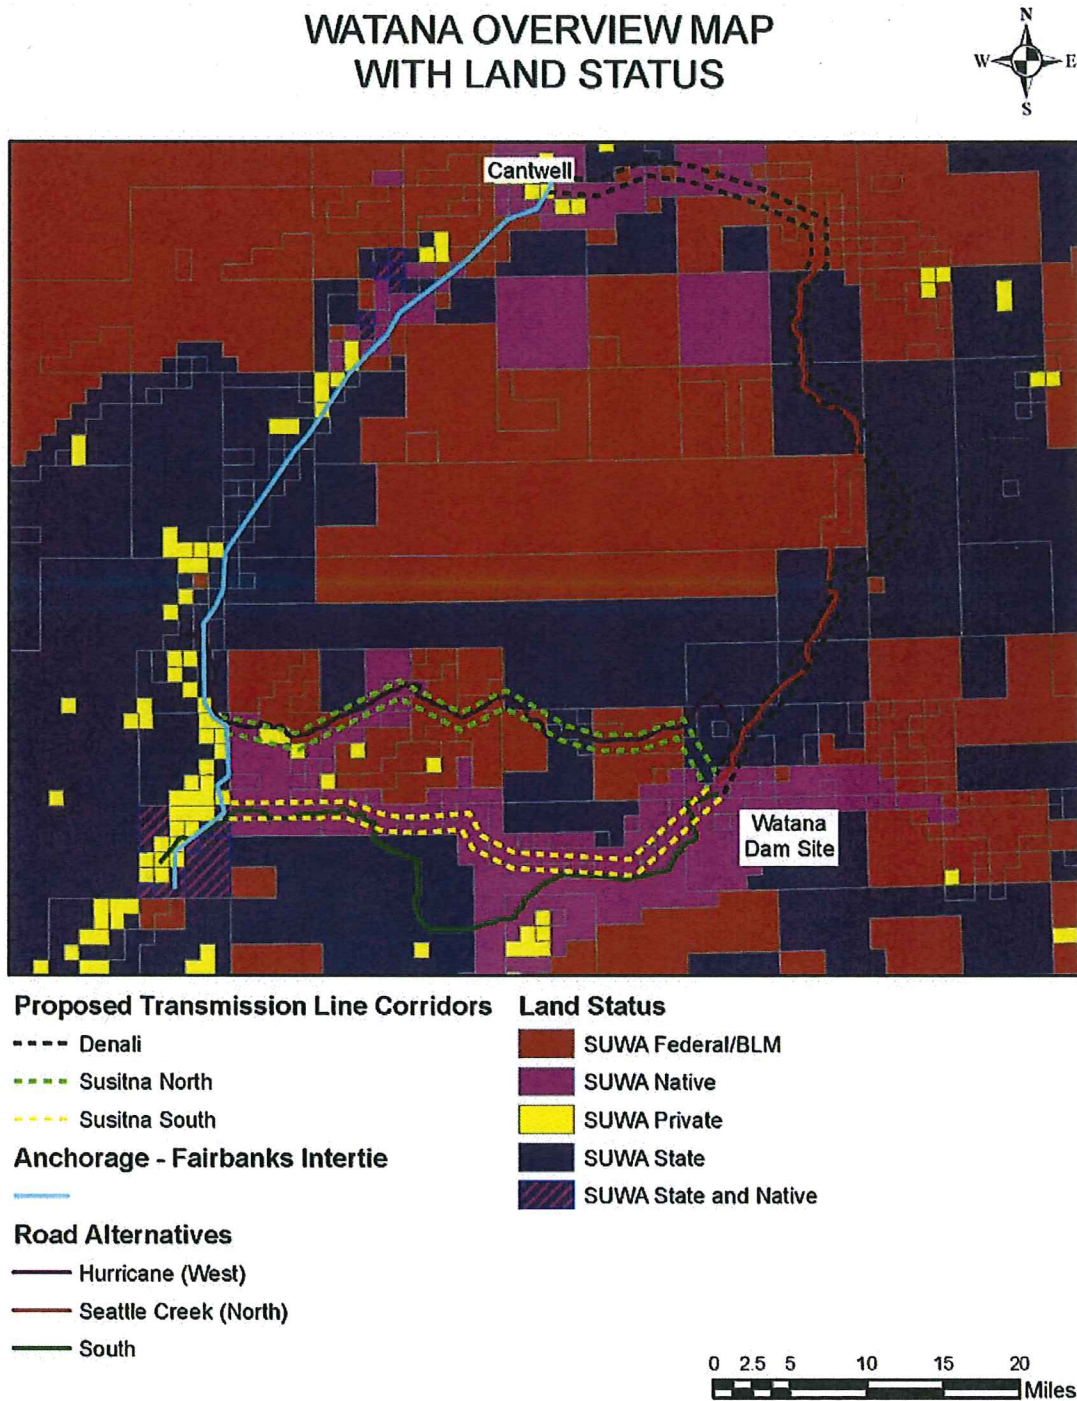 WATANA OVERVIEW MAP
WITH LAND STATUS
N
W
E
S
Cantwell
Watana
Dam Site
Proposed Transmission Line Corridors
Denali
Susitna North
Susitna South
Anchorage - Fairbanks Intertie
Road Alternatives
Hurricane (West)
Seattle Creek (North)
South
Land Status
SUWA Federal/BLM
SUWA Native
SUWA Private
SUWA State
SUWA State and Native
0 2.5 5 10 15 20
Miles